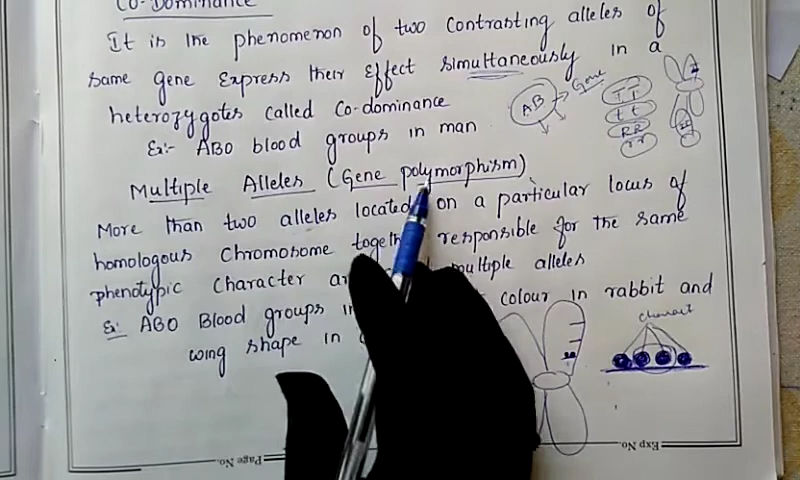 Co-Dominance
It is the phenomenon of two contrasting alleles of
same gene express their effect simultaneously in a
heterozygotes called Co-dominance
Ex:- ABO blood groups in man
AB
Gene
TT
tt
RR
rr
Multiple Alleles (Gene polymorphism)
More than two alleles located on a particular locus of
homologous Chromosome together responsible for the same
phenotypic Character multiple alleles
Ex: ABO Blood groups in colour in rabbit and
wing shape in
Page No.
Exp No.